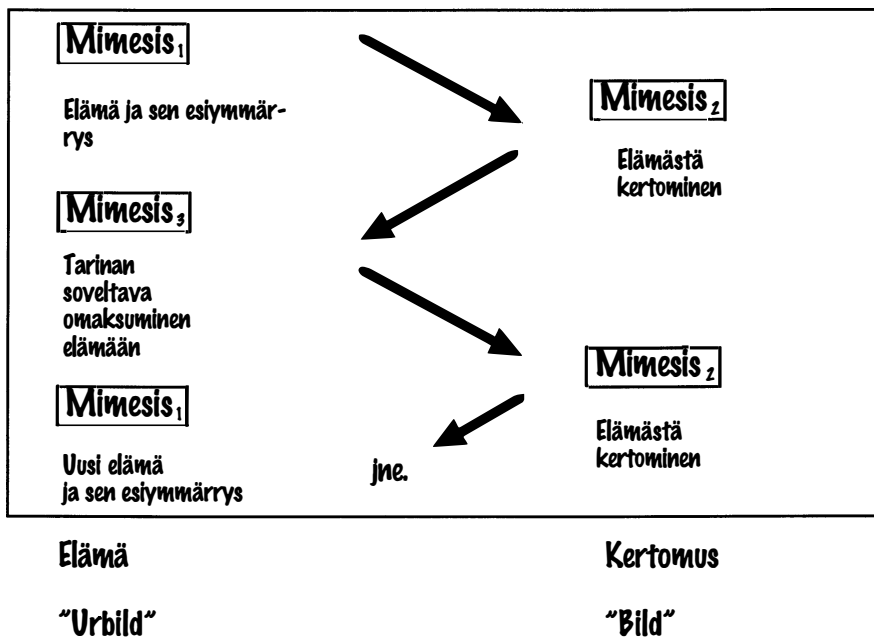 Mimesis₁
Elämä ja sen esiymmär-
rys
Mimesis₂
Elämästä
kertominen
Mimesis₃
Tarinan
soveltava
omaksuminen
elämään
Mimesis₂
Elämästä
kertominen
Mimesis₁
Uusi elämä
ja sen esiymmärrys
jne.
Elämä
Kertomus
"Urbild"
"Bild"